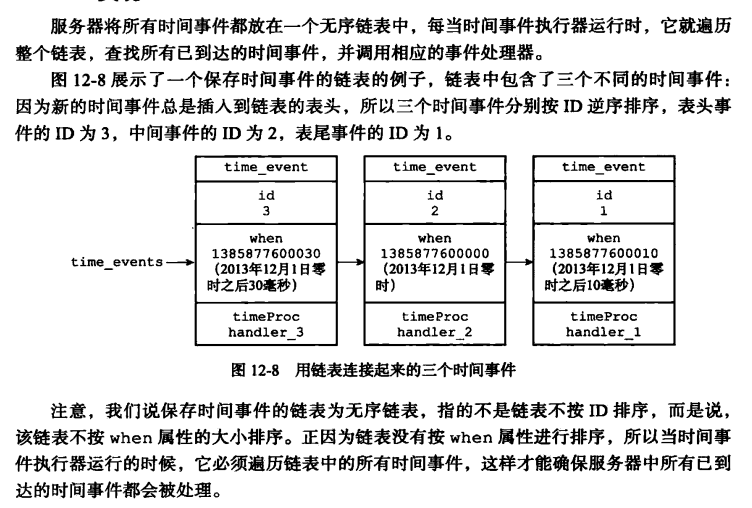 服务器将所有时间事件都放在一个无序链表中，每当时间事件执行器运行时，它就遍历
整个链表，查找所有已到达的时间事件，并调用相应的事件处理器。
图 12-8 展示了一个保存时间事件的链表的例子，链表中包含了三个不同的时间事件：
因为新的时间事件总是插入到链表的表头，所以三个时间事件分别按 ID 逆序排序，表头事
件的 ID 为 3，中间事件的 ID 为 2，表尾事件的 ID 为 1。
time_events
time_event
id
3
when
1385877600030
（2013年12月1日零
时之后30毫秒）
timeProc
handler_3
time_event
id
2
when
1385877600000
（2013年12月1日零
时）
timeProc
handler_2
time_event
id
1
when
1385877600010
（2013年12月1日零
时之后10毫秒）
timeProc
handler_1
图 12-8 用链表连接起来的三个时间事件
注意，我们说保存时间事件的链表为无序链表，指的不是链表不按 ID 排序，而是说，
该链表不按 when 属性的大小排序。正因为链表没有按 when 属性进行排序，所以当时间事
件执行器运行的时候，它必须遍历链表中的所有时间事件，这样才能确保服务器中所有已到
达的时间事件都会被处理。